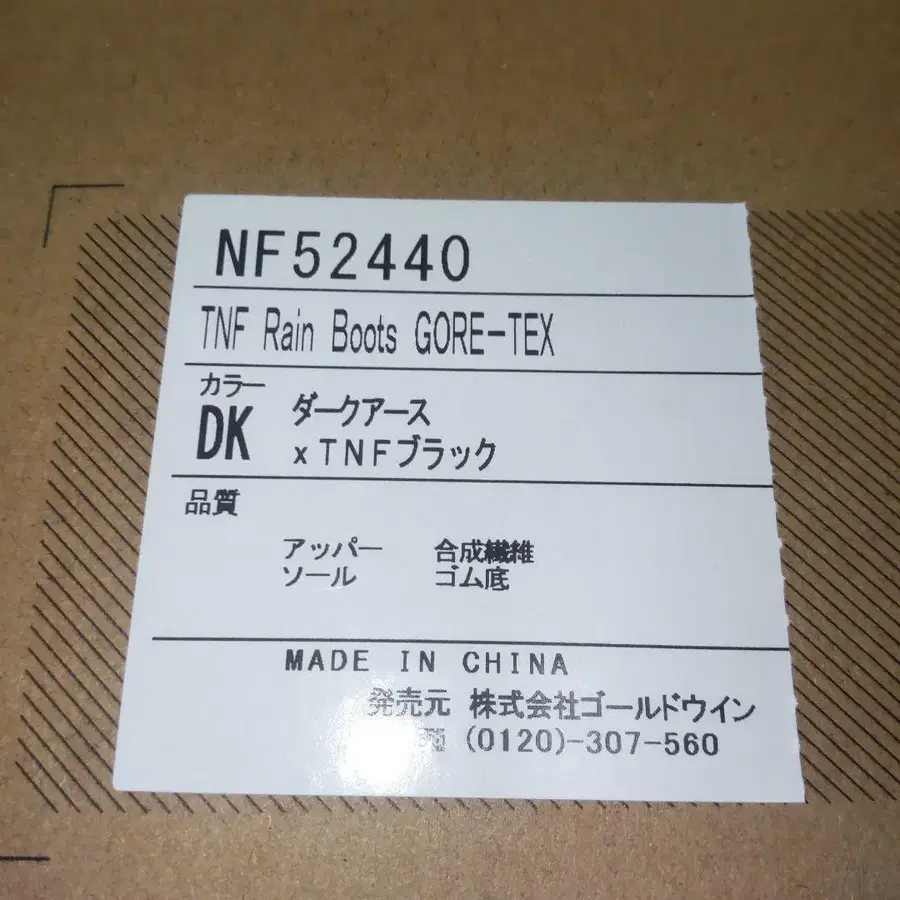 NF52440
TNF Rain Boots GORE-TEX
カラー
DK ダークアース
xTNFブラック
品質
アッパー 合成繊維
ソール ゴム底
MADE IN CHINA
発売元 株式会社ゴールドウイン
(0120)-307-560